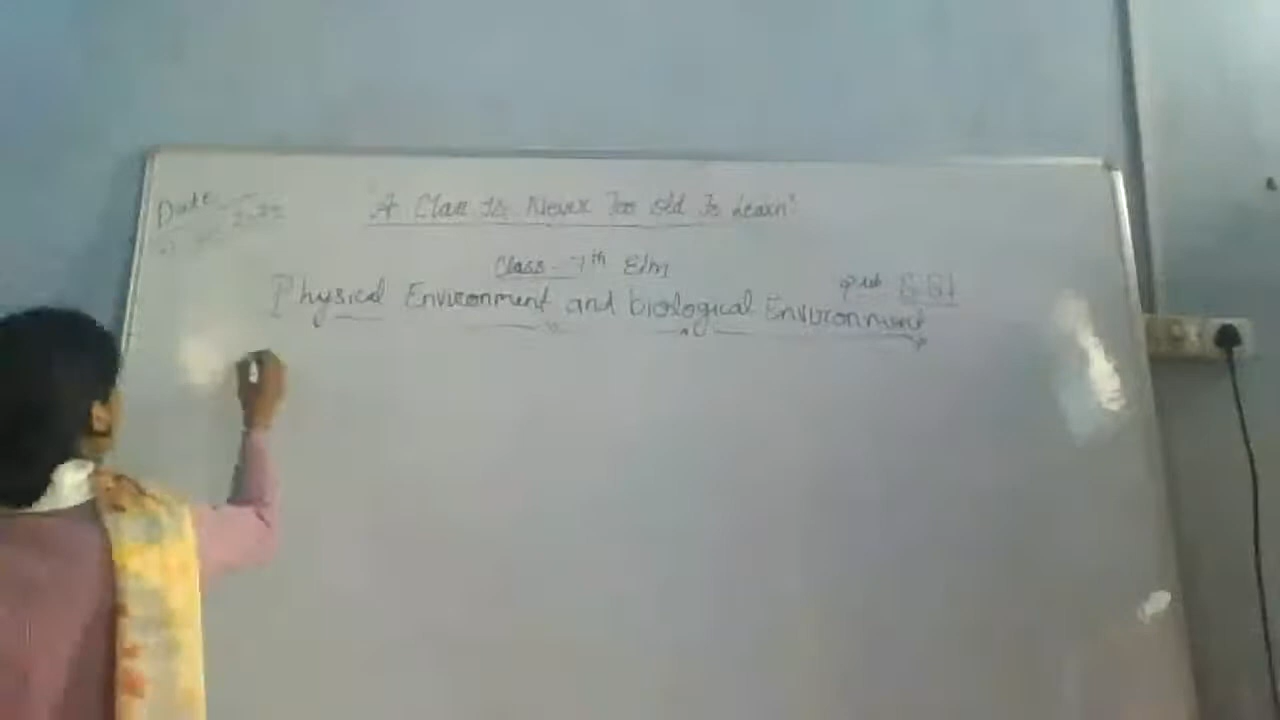 Date
"A Class Is Never Too old To Learn"
Class - 7th
Physical Environment and biological Environment